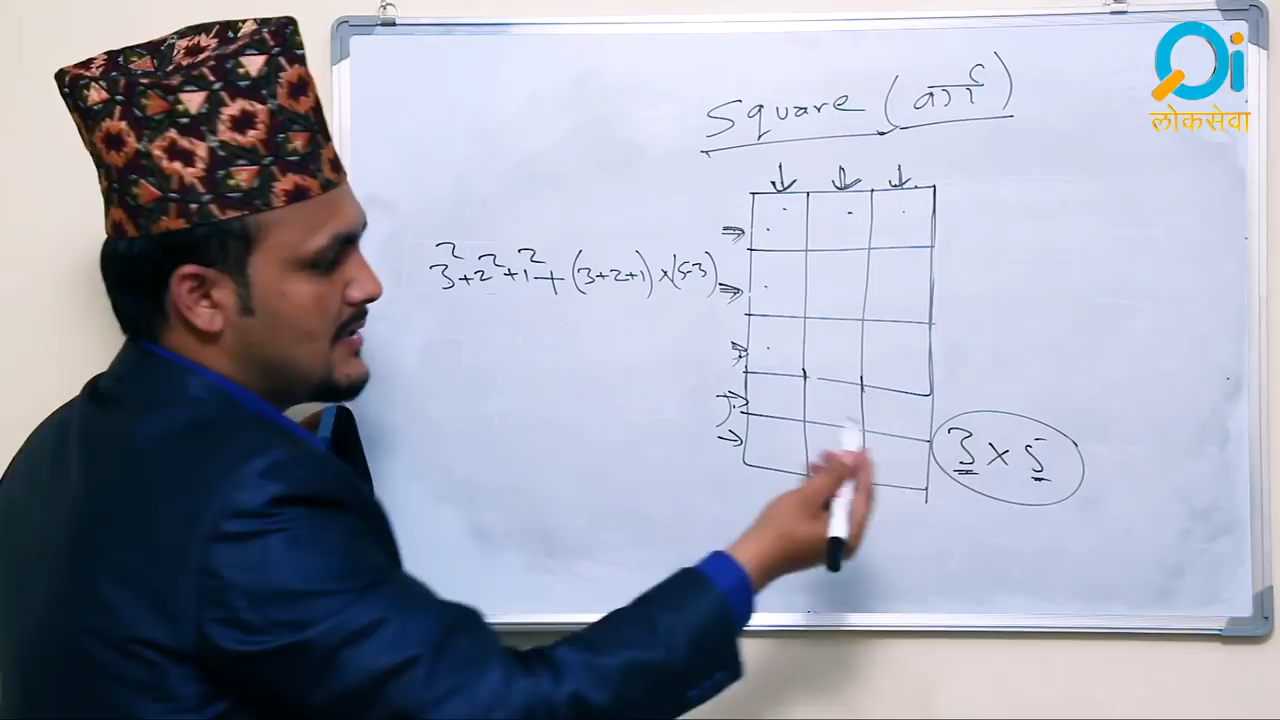 Square (वर्ग)
3²+2²+1²+(3+2+1)×(5-3)
3 × 5
लोकसेवा